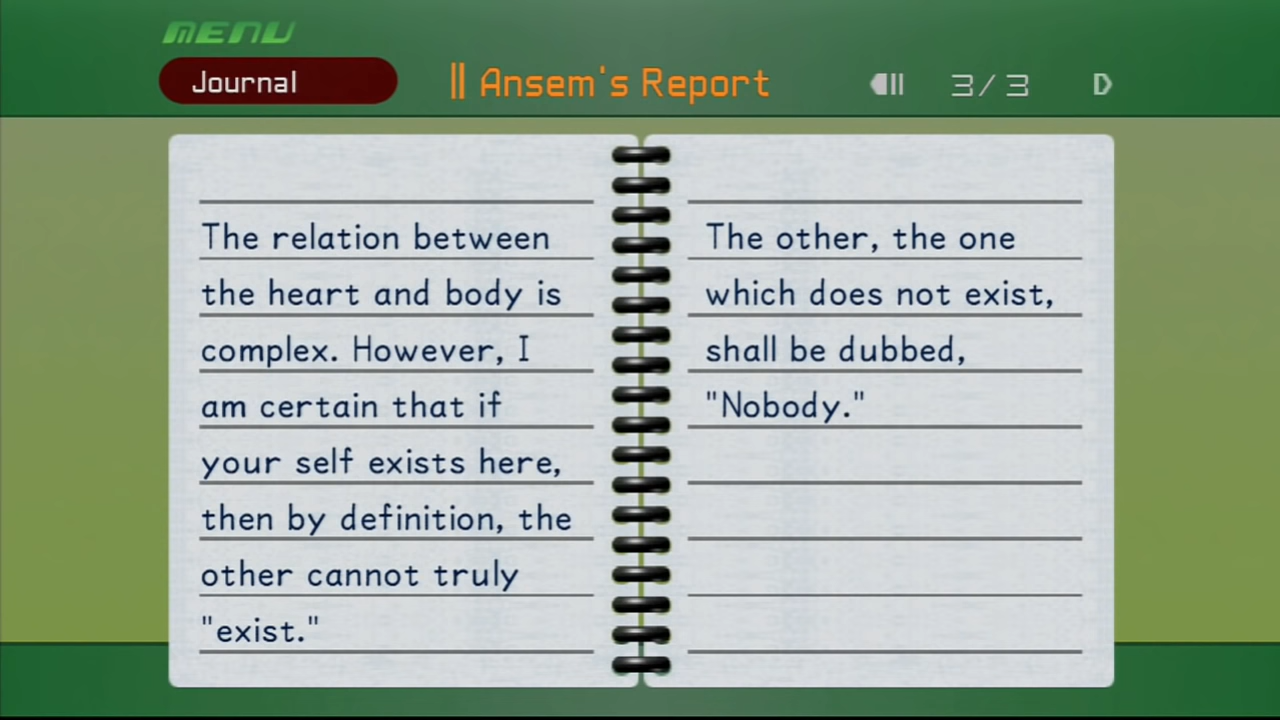 MENU
Journal
Ansem's Report
3/3
The relation between
the heart and body is
complex. However, I
am certain that if
your self exists here,
then by definition, the
other cannot truly
"exist."
The other, the one
which does not exist,
shall be dubbed,
"Nobody."